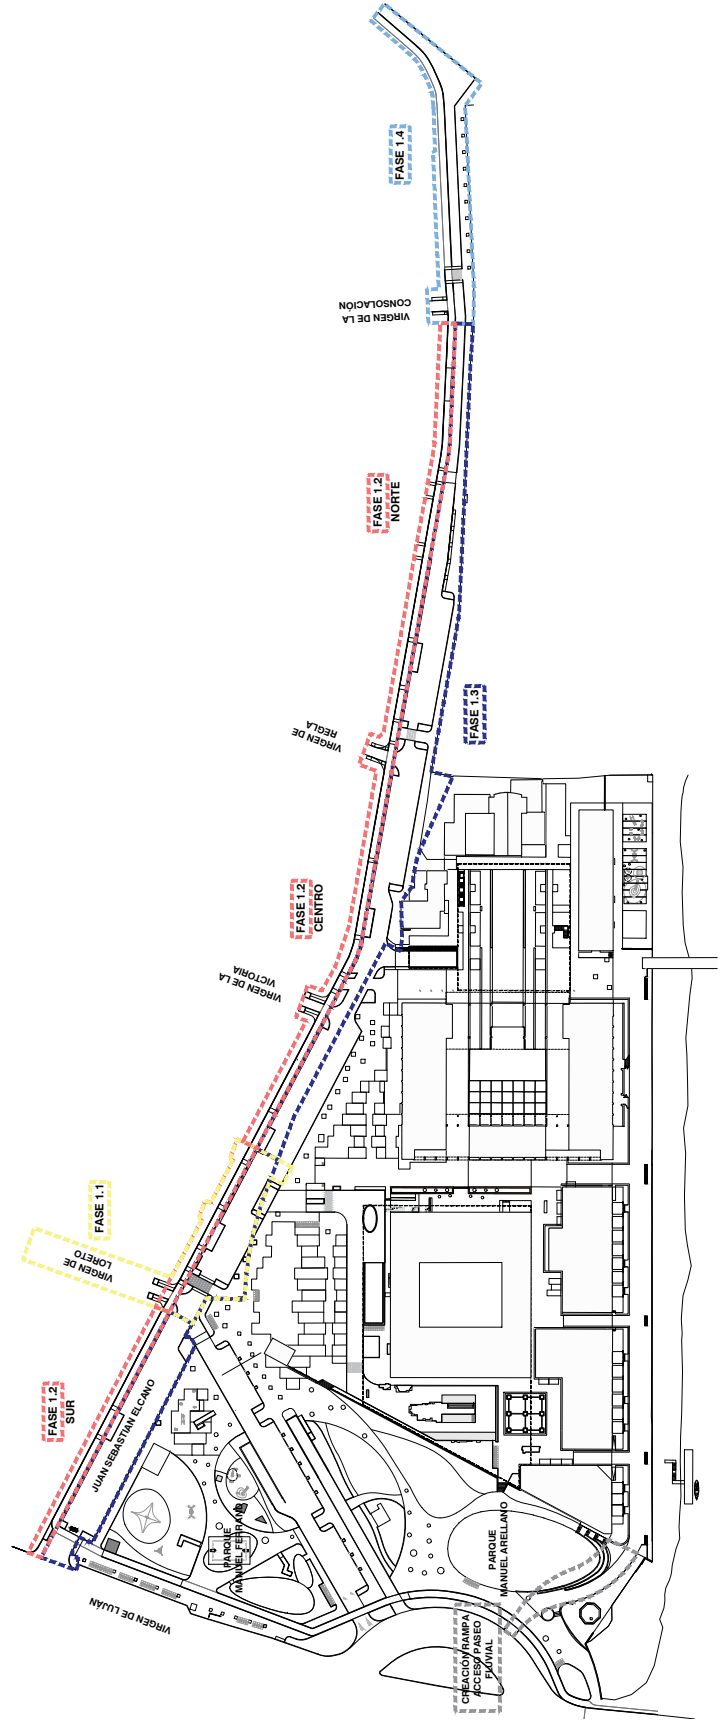 FASE 1.4
VIRGEN DE LA
CONSOLACIÓN
FASE 1.2
NORTE
FASE 1.3
VIRGEN DE
REGLA
FASE 1.2
CENTRO
VIRGEN DE LA
VICTORIA
FASE 1.1
VIRGEN DE
LORETO
FASE 1.2
SUR
JUAN SEBASTIAN ELCANO
PARQUE
MANUEL FERRAND
PARQUE
MANUEL ARELLANO
VIRGEN DE LUJÁN
CREACIÓN RAMPA
ACCESO PASEO
FLUVIAL